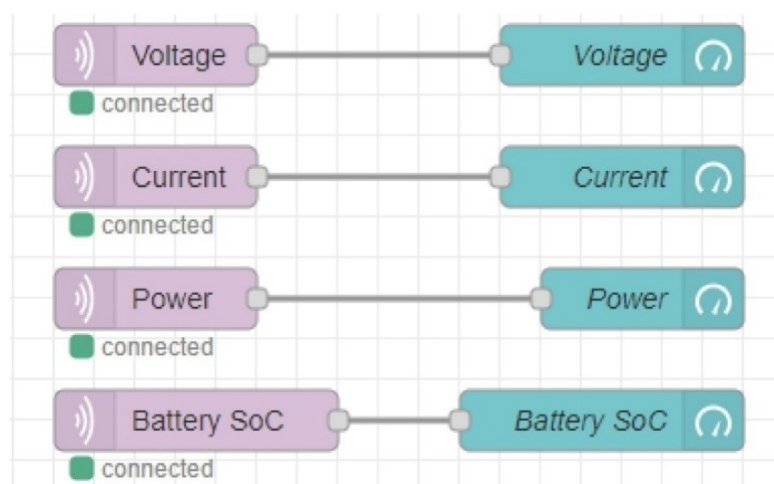 Voltage Voltage
connected
Current Current
connected
Power Power
connected
Battery SoC Battery SoC
connected